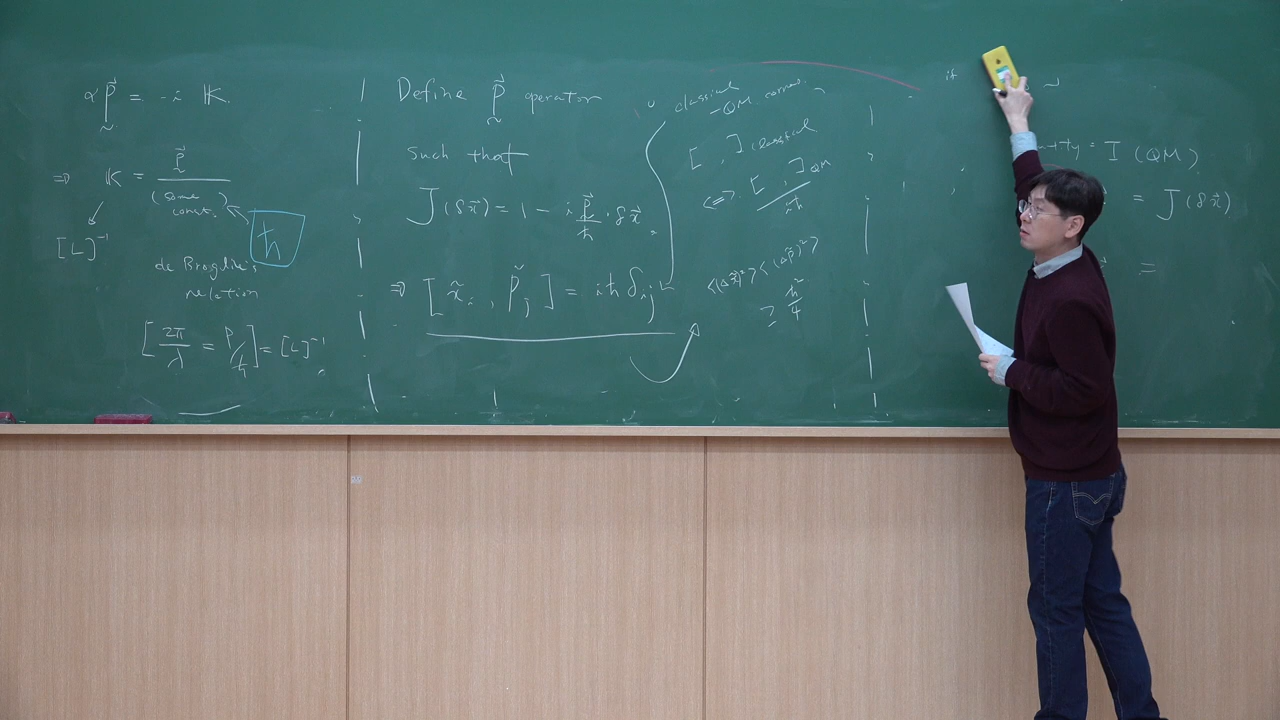 α p⃗ = -i K.
⇒ K = p⃗ / (some const.)
[L]⁻¹
ħ
de Broglie's
relation
[2π/λ = p/ħ] = [L]⁻¹
Define p⃗ operator
such that
J(δx⃗) = 1 - i p⃗/ħ · δx⃗
⇒ [x̃ᵢ, p̃ⱼ] = iħ δᵢⱼ
classical
-QM corres.
[ , ] classical
<=> [ , ]QM / iħ
<(Δx̃)²><(Δp̃)²>
≥ ħ²/4
if
= I (QM)
= J(δx⃗)
=